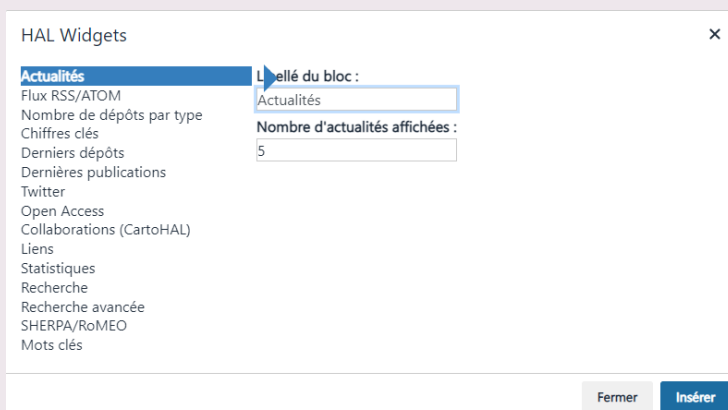 HAL Widgets
Actualités
Flux RSS/ATOM
Nombre de dépôts par type
Chiffres clés
Derniers dépôts
Dernières publications
Twitter
Open Access
Collaborations (CartoHAL)
Liens
Statistiques
Recherche
Recherche avancée
SHERPA/RoMEO
Mots clés
Libellé du bloc :
Actualités
Nombre d'actualités affichées :
5
Fermer
Insérer